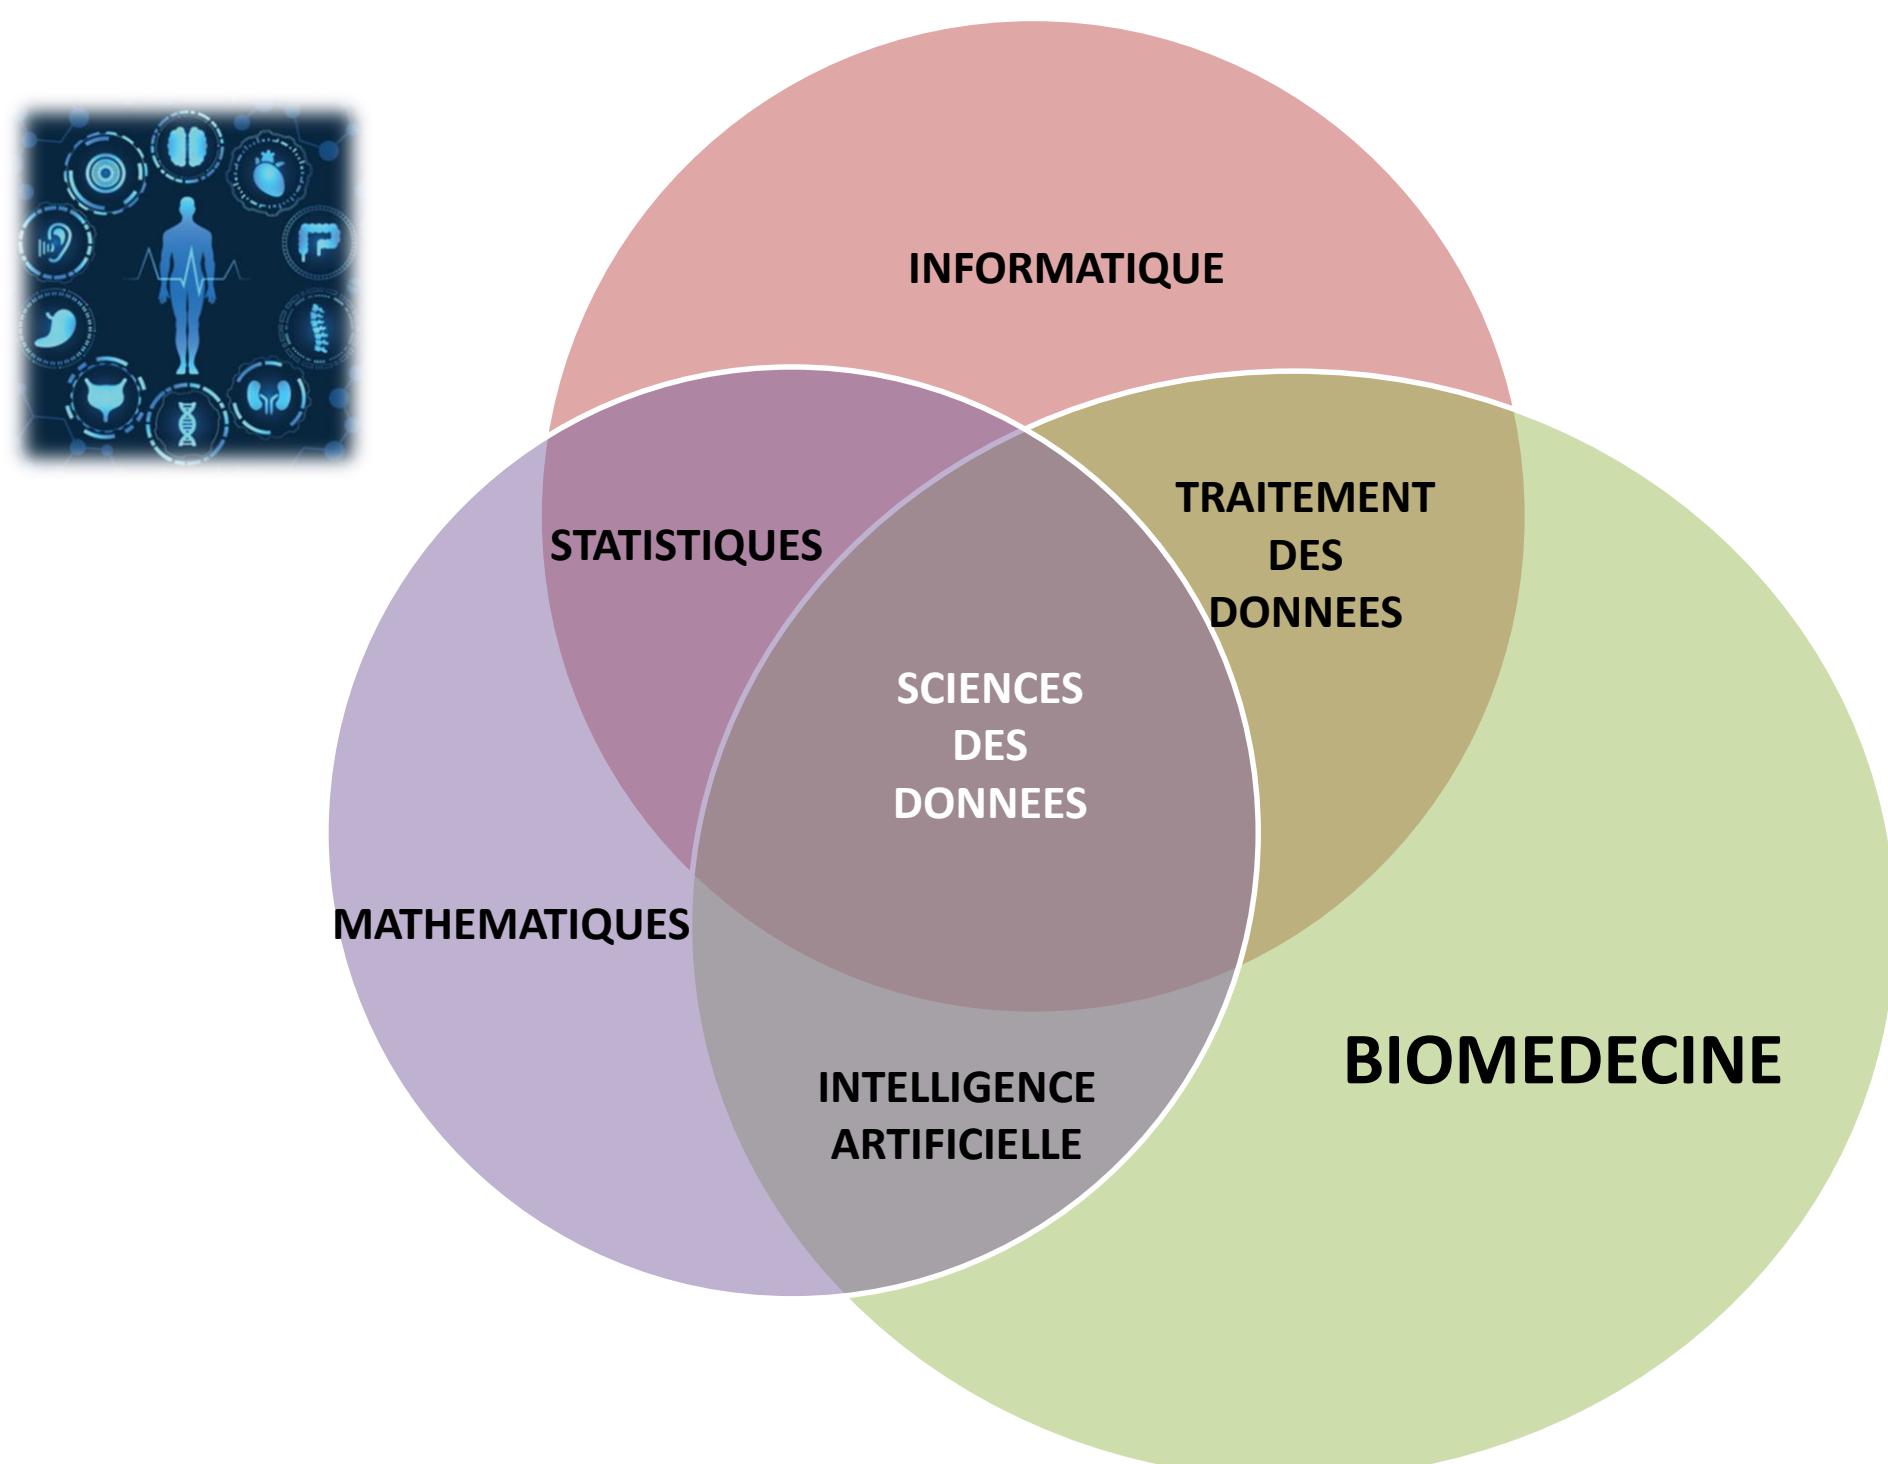 INFORMATIQUE
STATISTIQUES
TRAITEMENT
DES
DONNEES
SCIENCES
DES
DONNEES
MATHEMATIQUES
BIOMEDECINE
INTELLIGENCE
ARTIFICIELLE